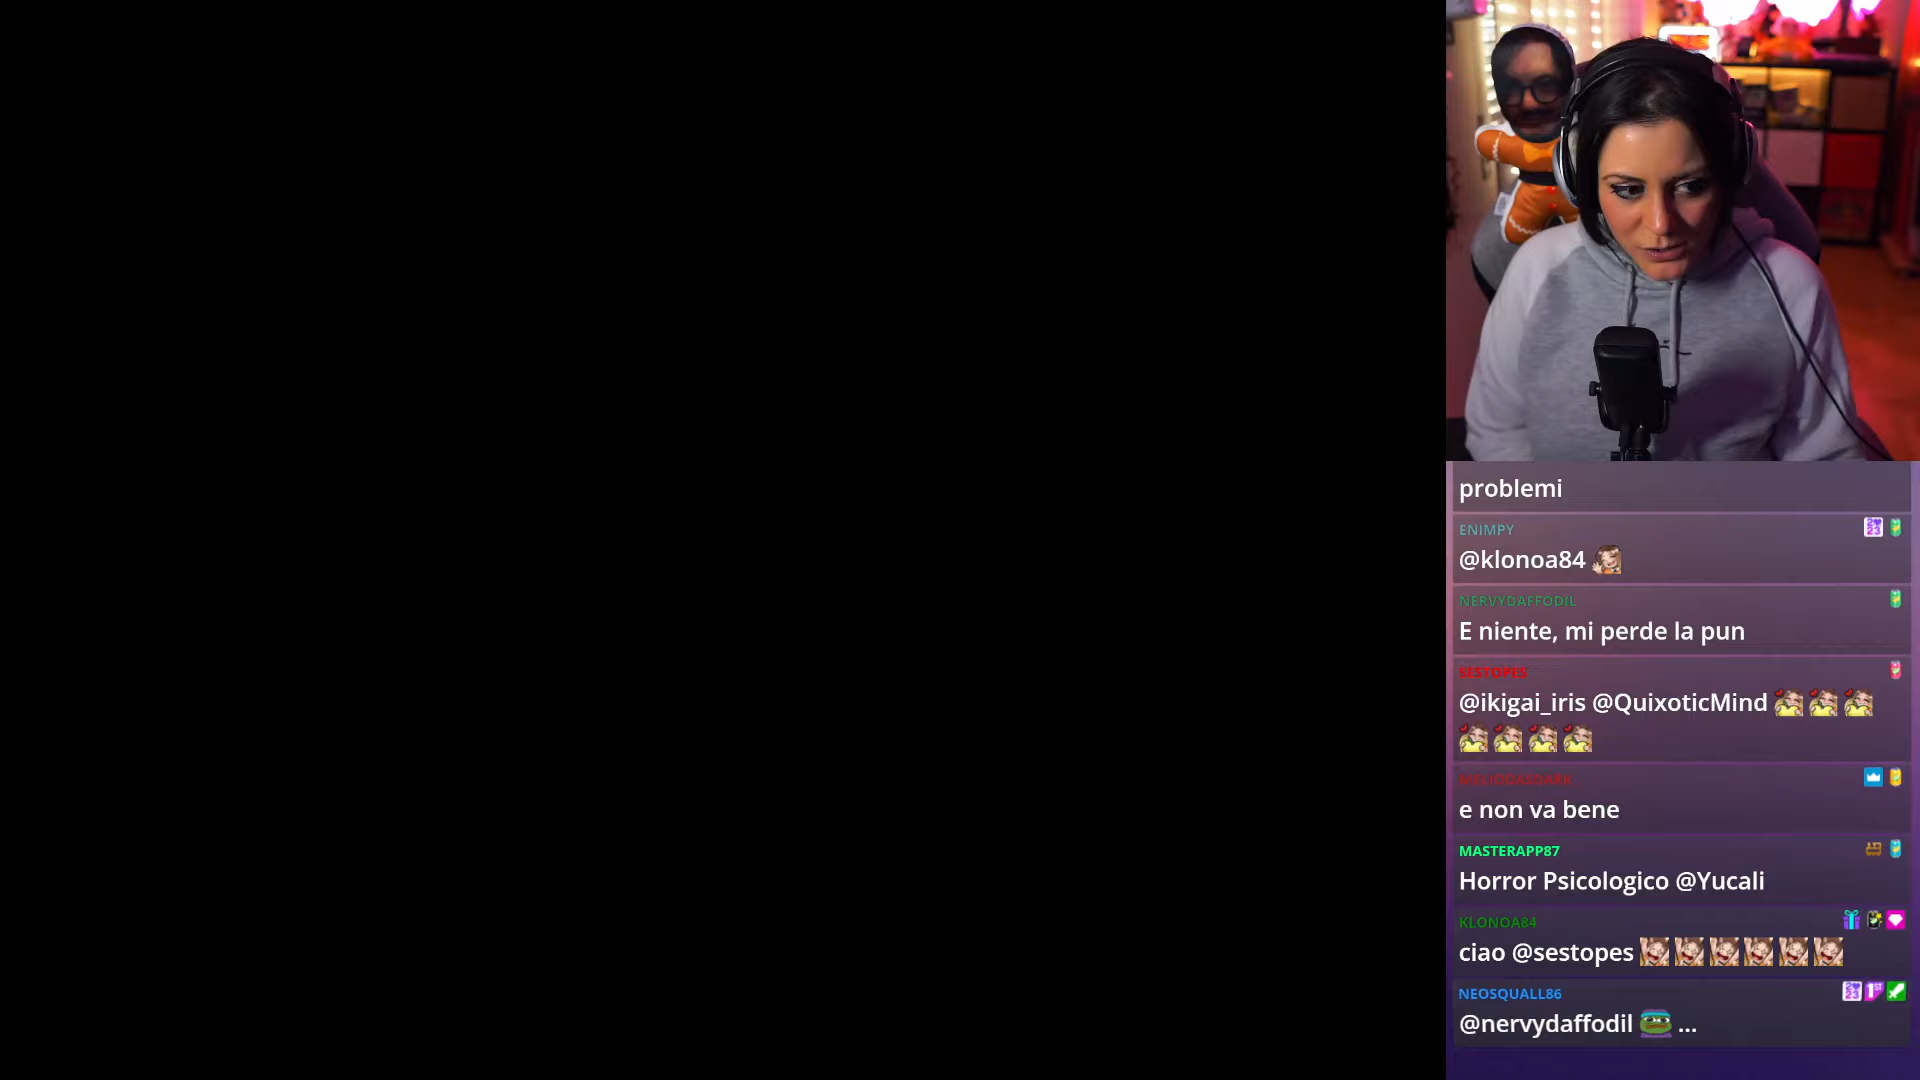 problemi
ENIMPY
@klonoa84
NERVYDAFFODIL
E niente, mi perde la pun
SESTOPES
@ikigai_iris @QuixoticMind
MELIODASDARK
e non va bene
MASTERAPP87
Horror Psicologico @Yucali
KLONOA84
ciao @sestopes
NEOSQUALL86
@nervydaffodil ...